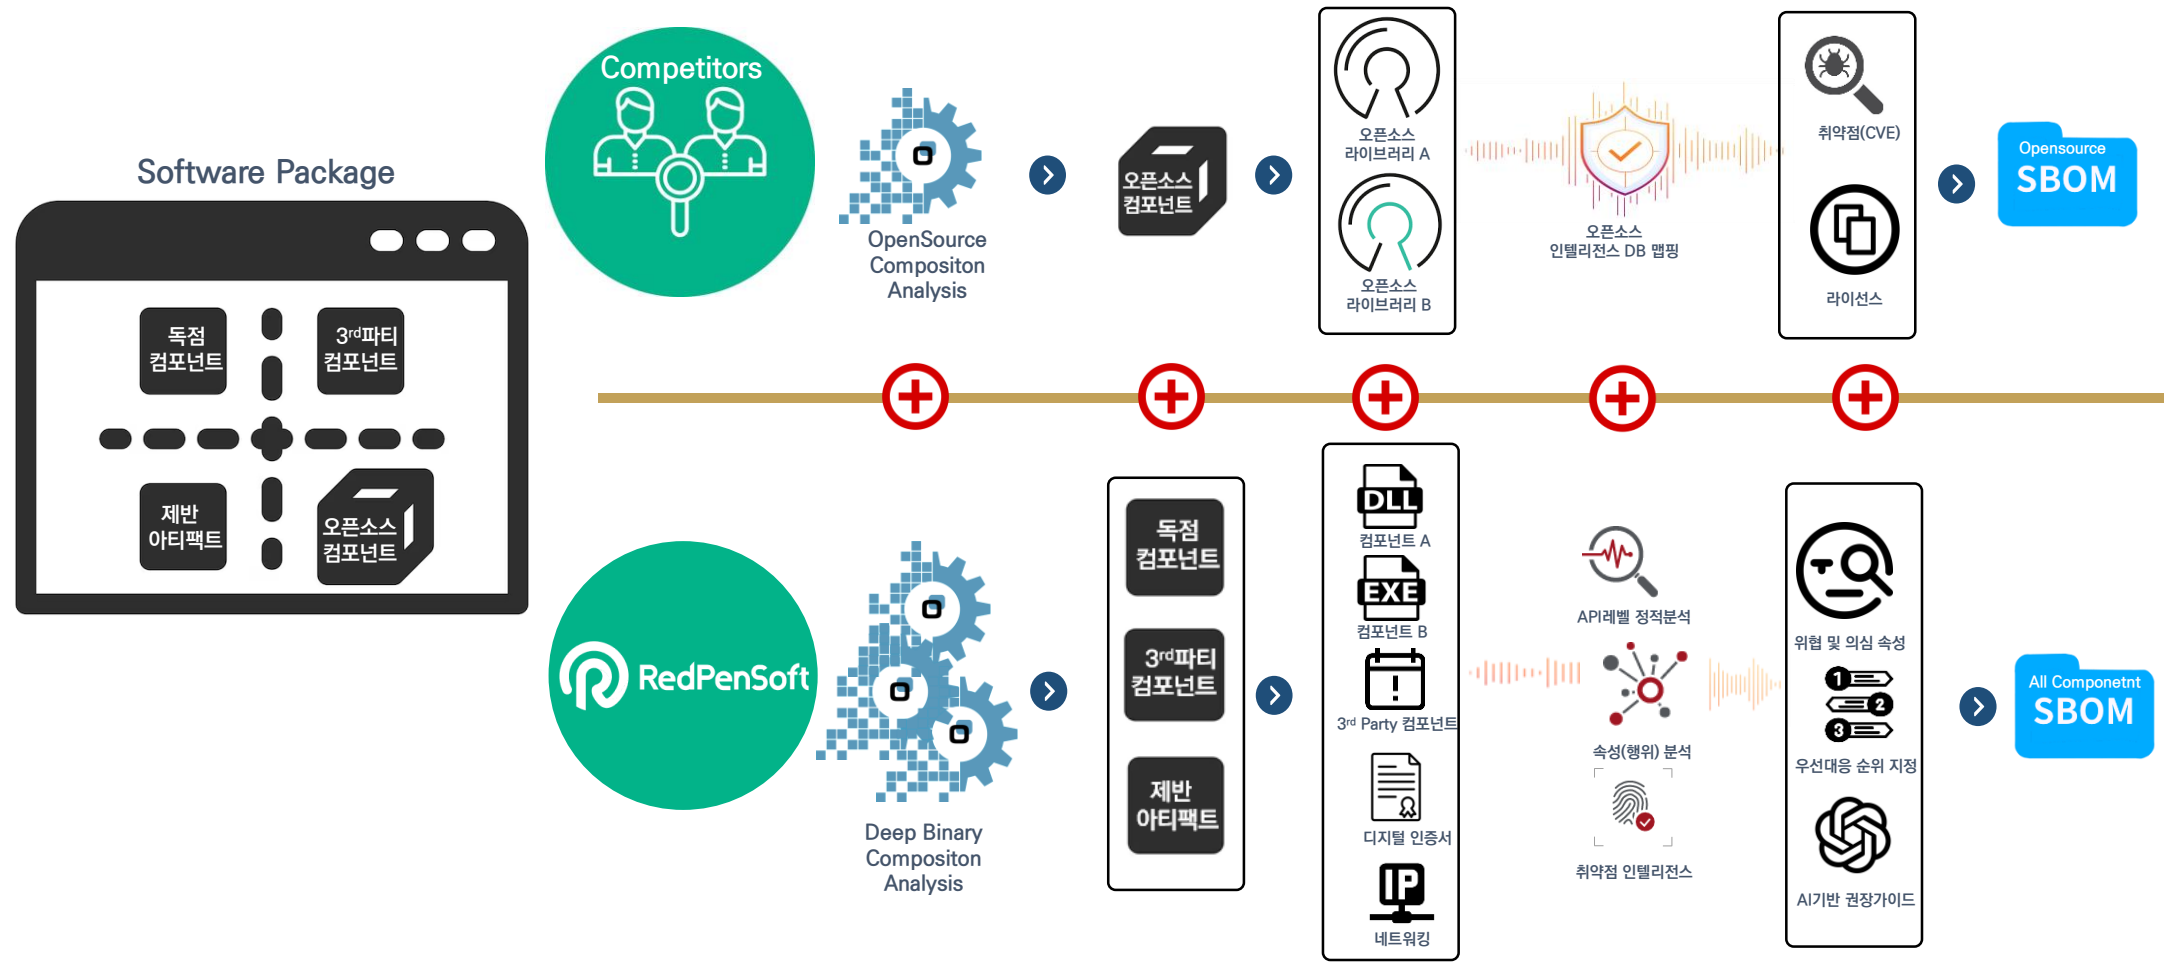 Software Package
독점
컴포넌트
3rd파티
컴포넌트
제반
아티팩트
오픈소스
컴포넌트
Competitors
OpenSource
Compositon
Analysis
오픈소스
컴포넌트
오픈소스
라이브러리 A
오픈소스
라이브러리 B
오픈소스
인텔리전스 DB 맵핑
취약점(CVE)
라이선스
Opensource
SBOM
RedPenSoft
Deep Binary
Compositon
Analysis
독점
컴포넌트
3rd파티
컴포넌트
제반
아티팩트
DLL
컴포넌트 A
EXE
컴포넌트 B
3rd Party 컴포넌트
디지털 인증서
IP
네트워킹
API레벨 정적분석
속성(행위) 분석
취약점 인텔리전스
위협 및 의심 속성
1
2
3
우선대응 순위 지정
AI기반 권장가이드
All Componetnt
SBOM